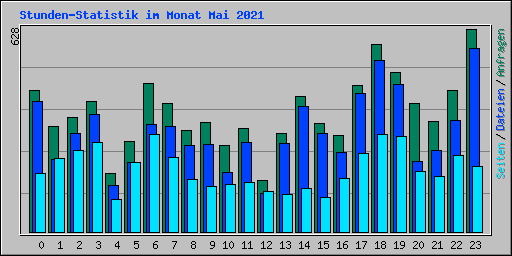 Stunden-Statistik im Monat Mai 2021
628
Seiten / Dateien / Anfragen
0 1 2 3 4 5 6 7 8 9 10 11 12 13 14 15 16 17 18 19 20 21 22 23